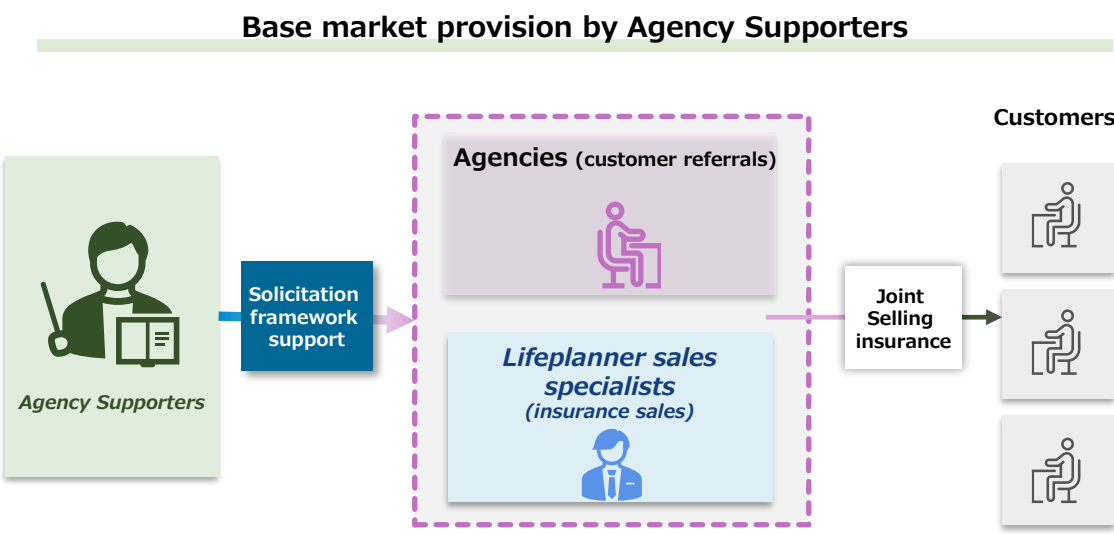 Base market provision by Agency Supporters
Customers
Agencies (customer referrals)
Solicitation
framework
support
Joint
Selling
insurance
Lifeplanner sales
specialists
(insurance sales)
Agency Supporters